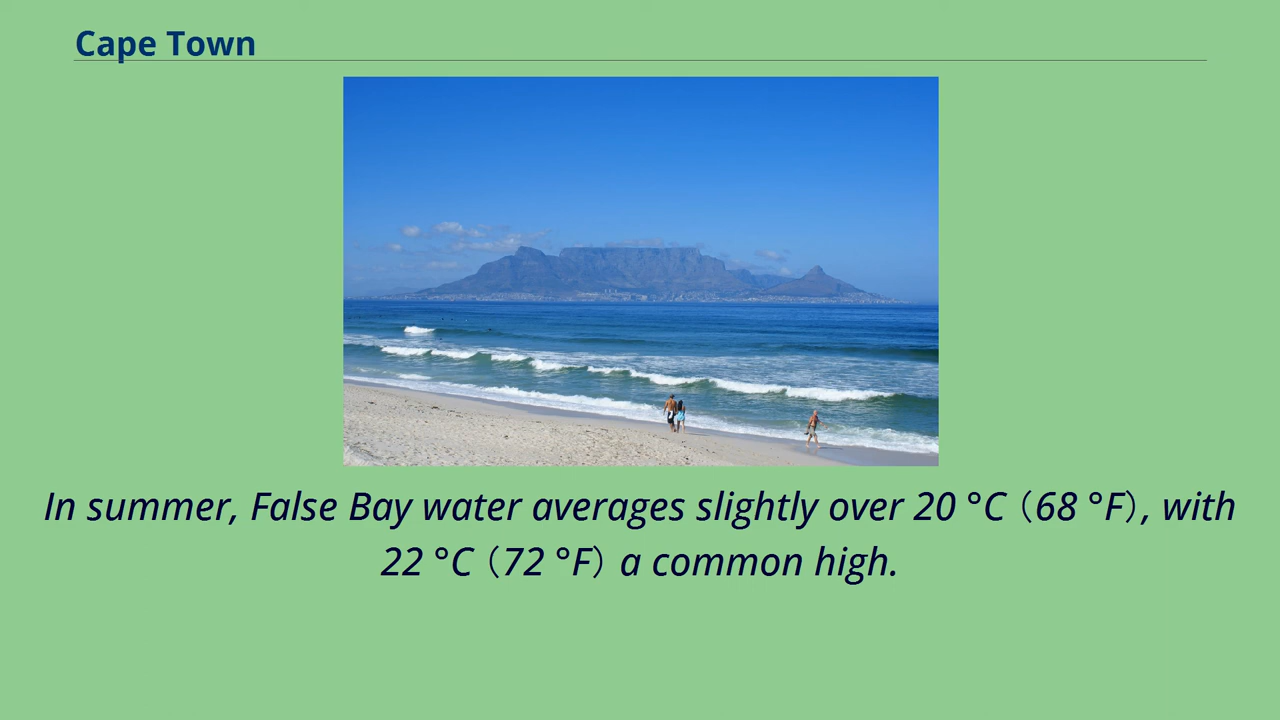 Cape Town
In summer, False Bay water averages slightly over 20 °C（68 °F）, with
22 °C（72 °F）a common high.